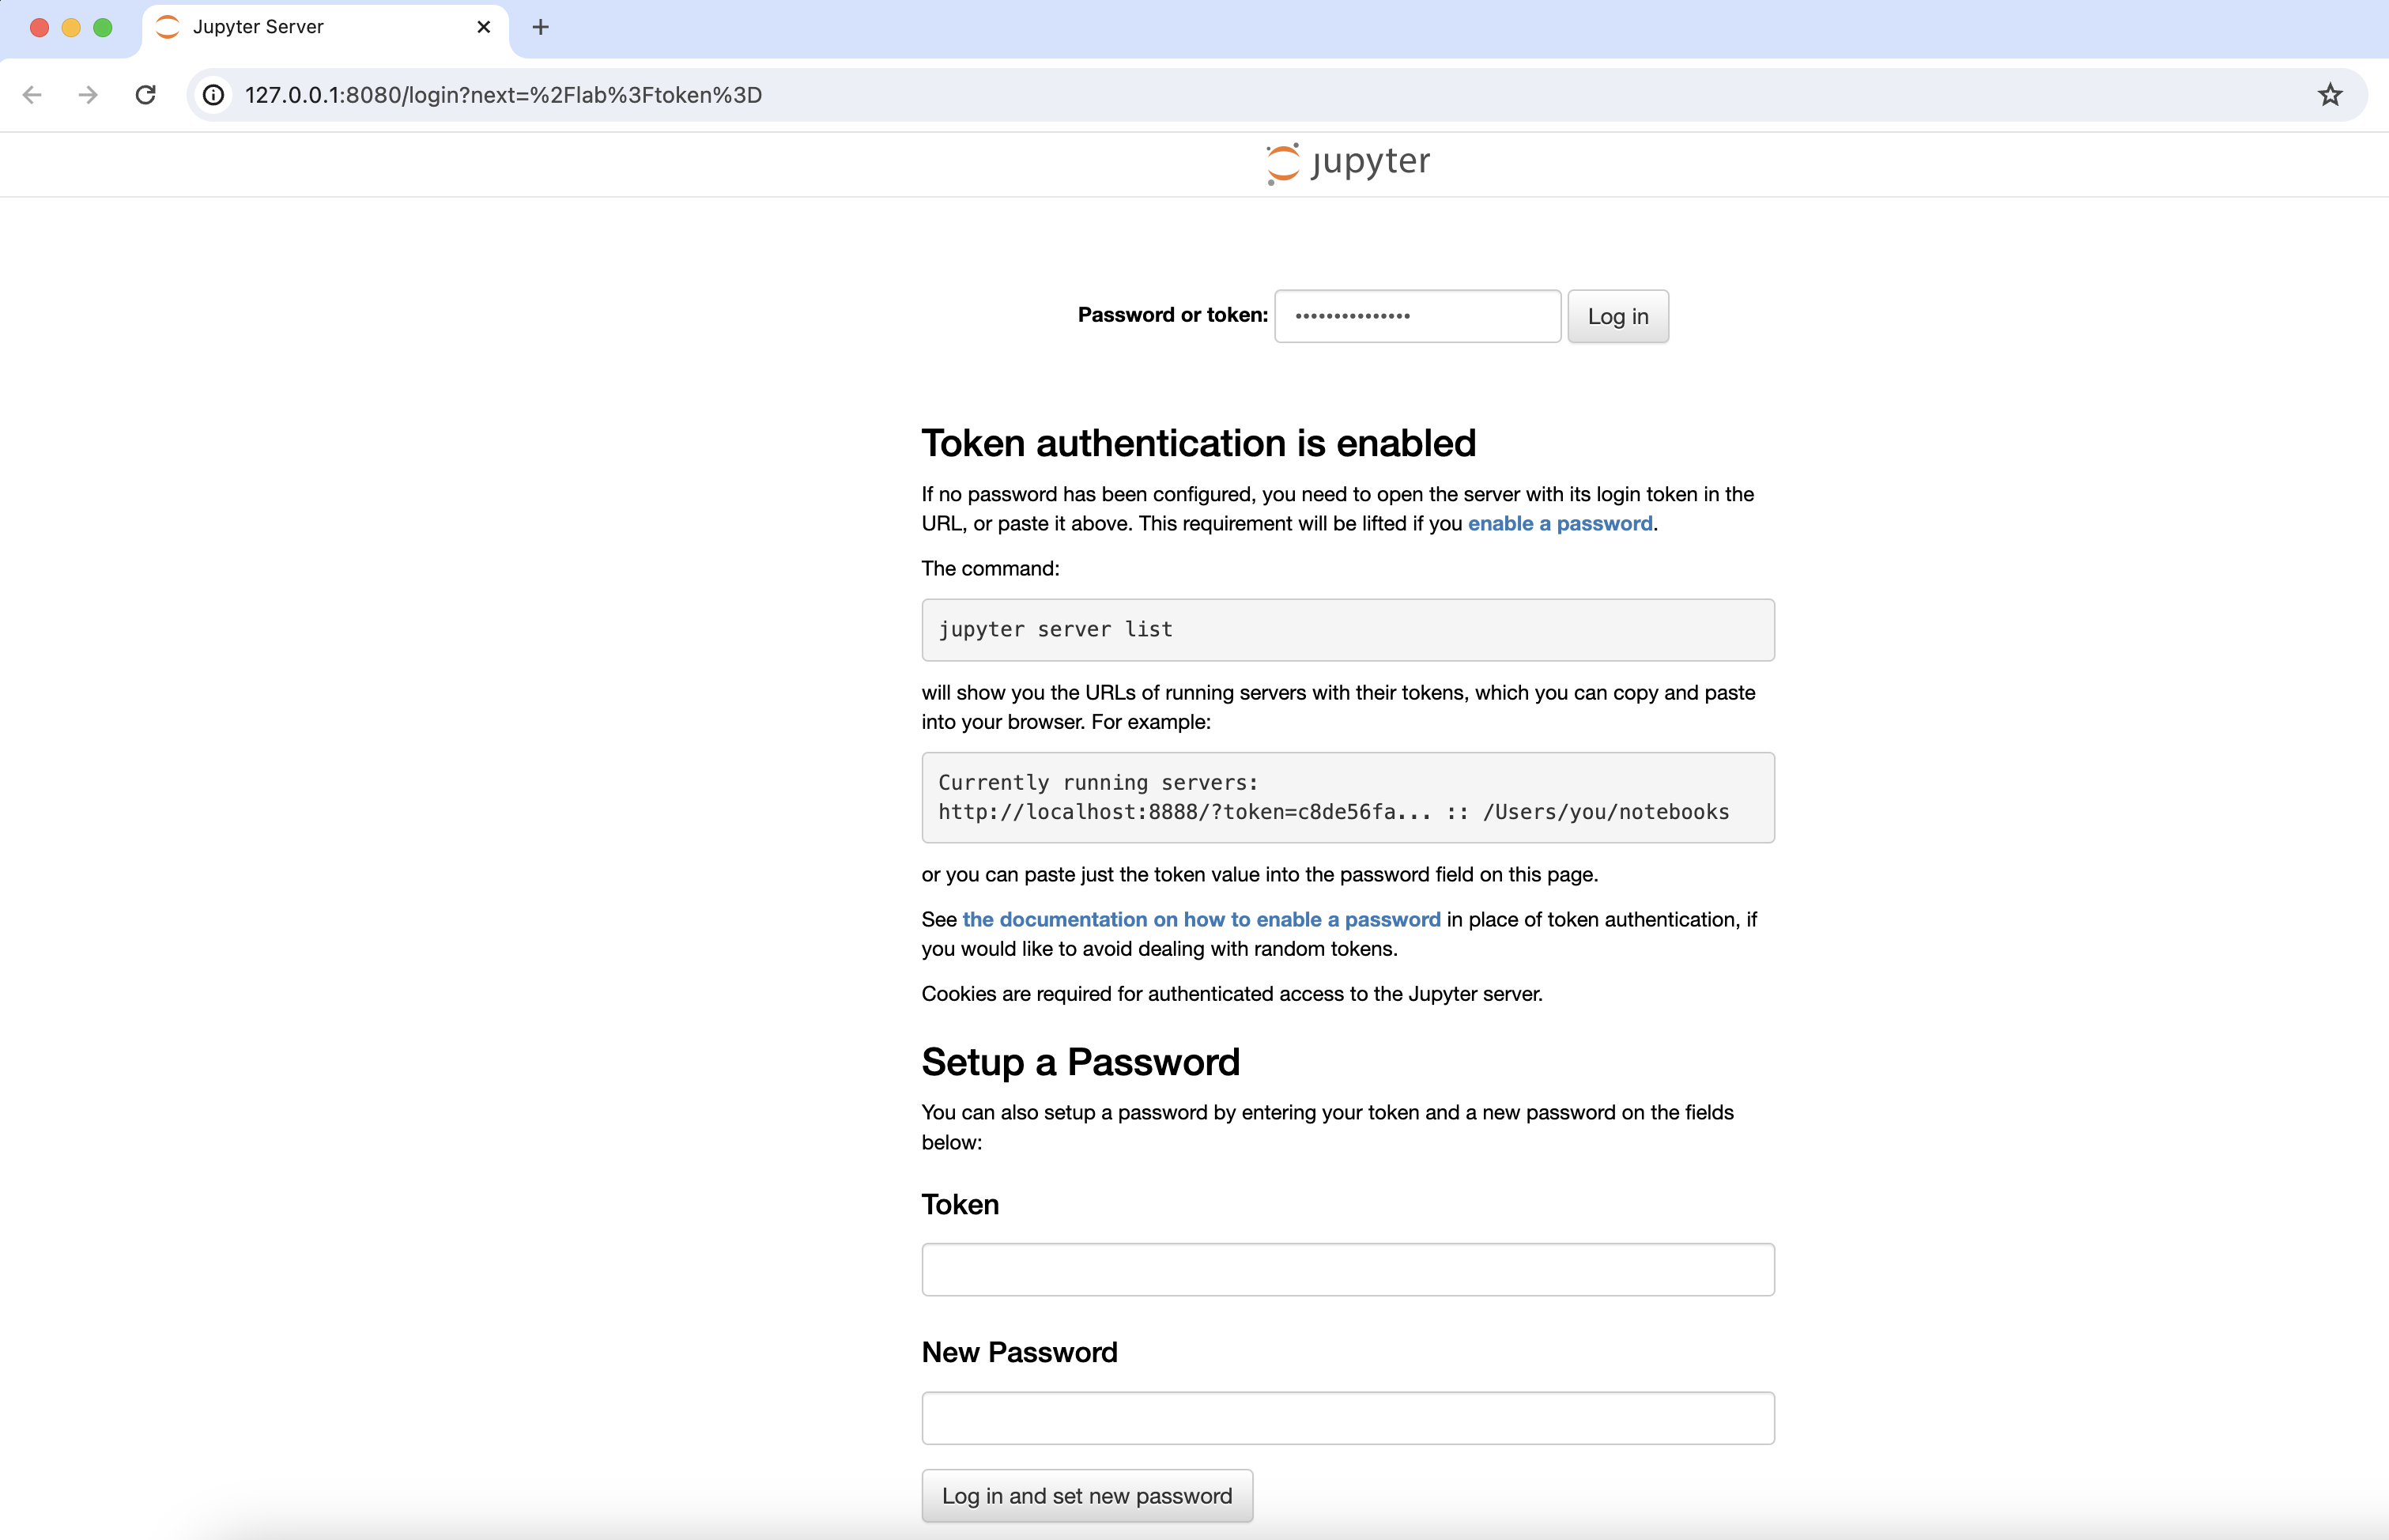 Jupyter Server
127.0.0.1:8080/login?next=%2Flab%3Ftoken%3D
jupyter
Password or token: ••••••••••••••• Log in
Token authentication is enabled
If no password has been configured, you need to open the server with its login token in the
URL, or paste it above. This requirement will be lifted if you enable a password.
The command:
jupyter server list
will show you the URLs of running servers with their tokens, which you can copy and paste
into your browser. For example:
Currently running servers:
http://localhost:8888/?token=c8de56fa... :: /Users/you/notebooks
or you can paste just the token value into the password field on this page.
See the documentation on how to enable a password in place of token authentication, if
you would like to avoid dealing with random tokens.
Cookies are required for authenticated access to the Jupyter server.
Setup a Password
You can also setup a password by entering your token and a new password on the fields
below:
Token
New Password
Log in and set new password